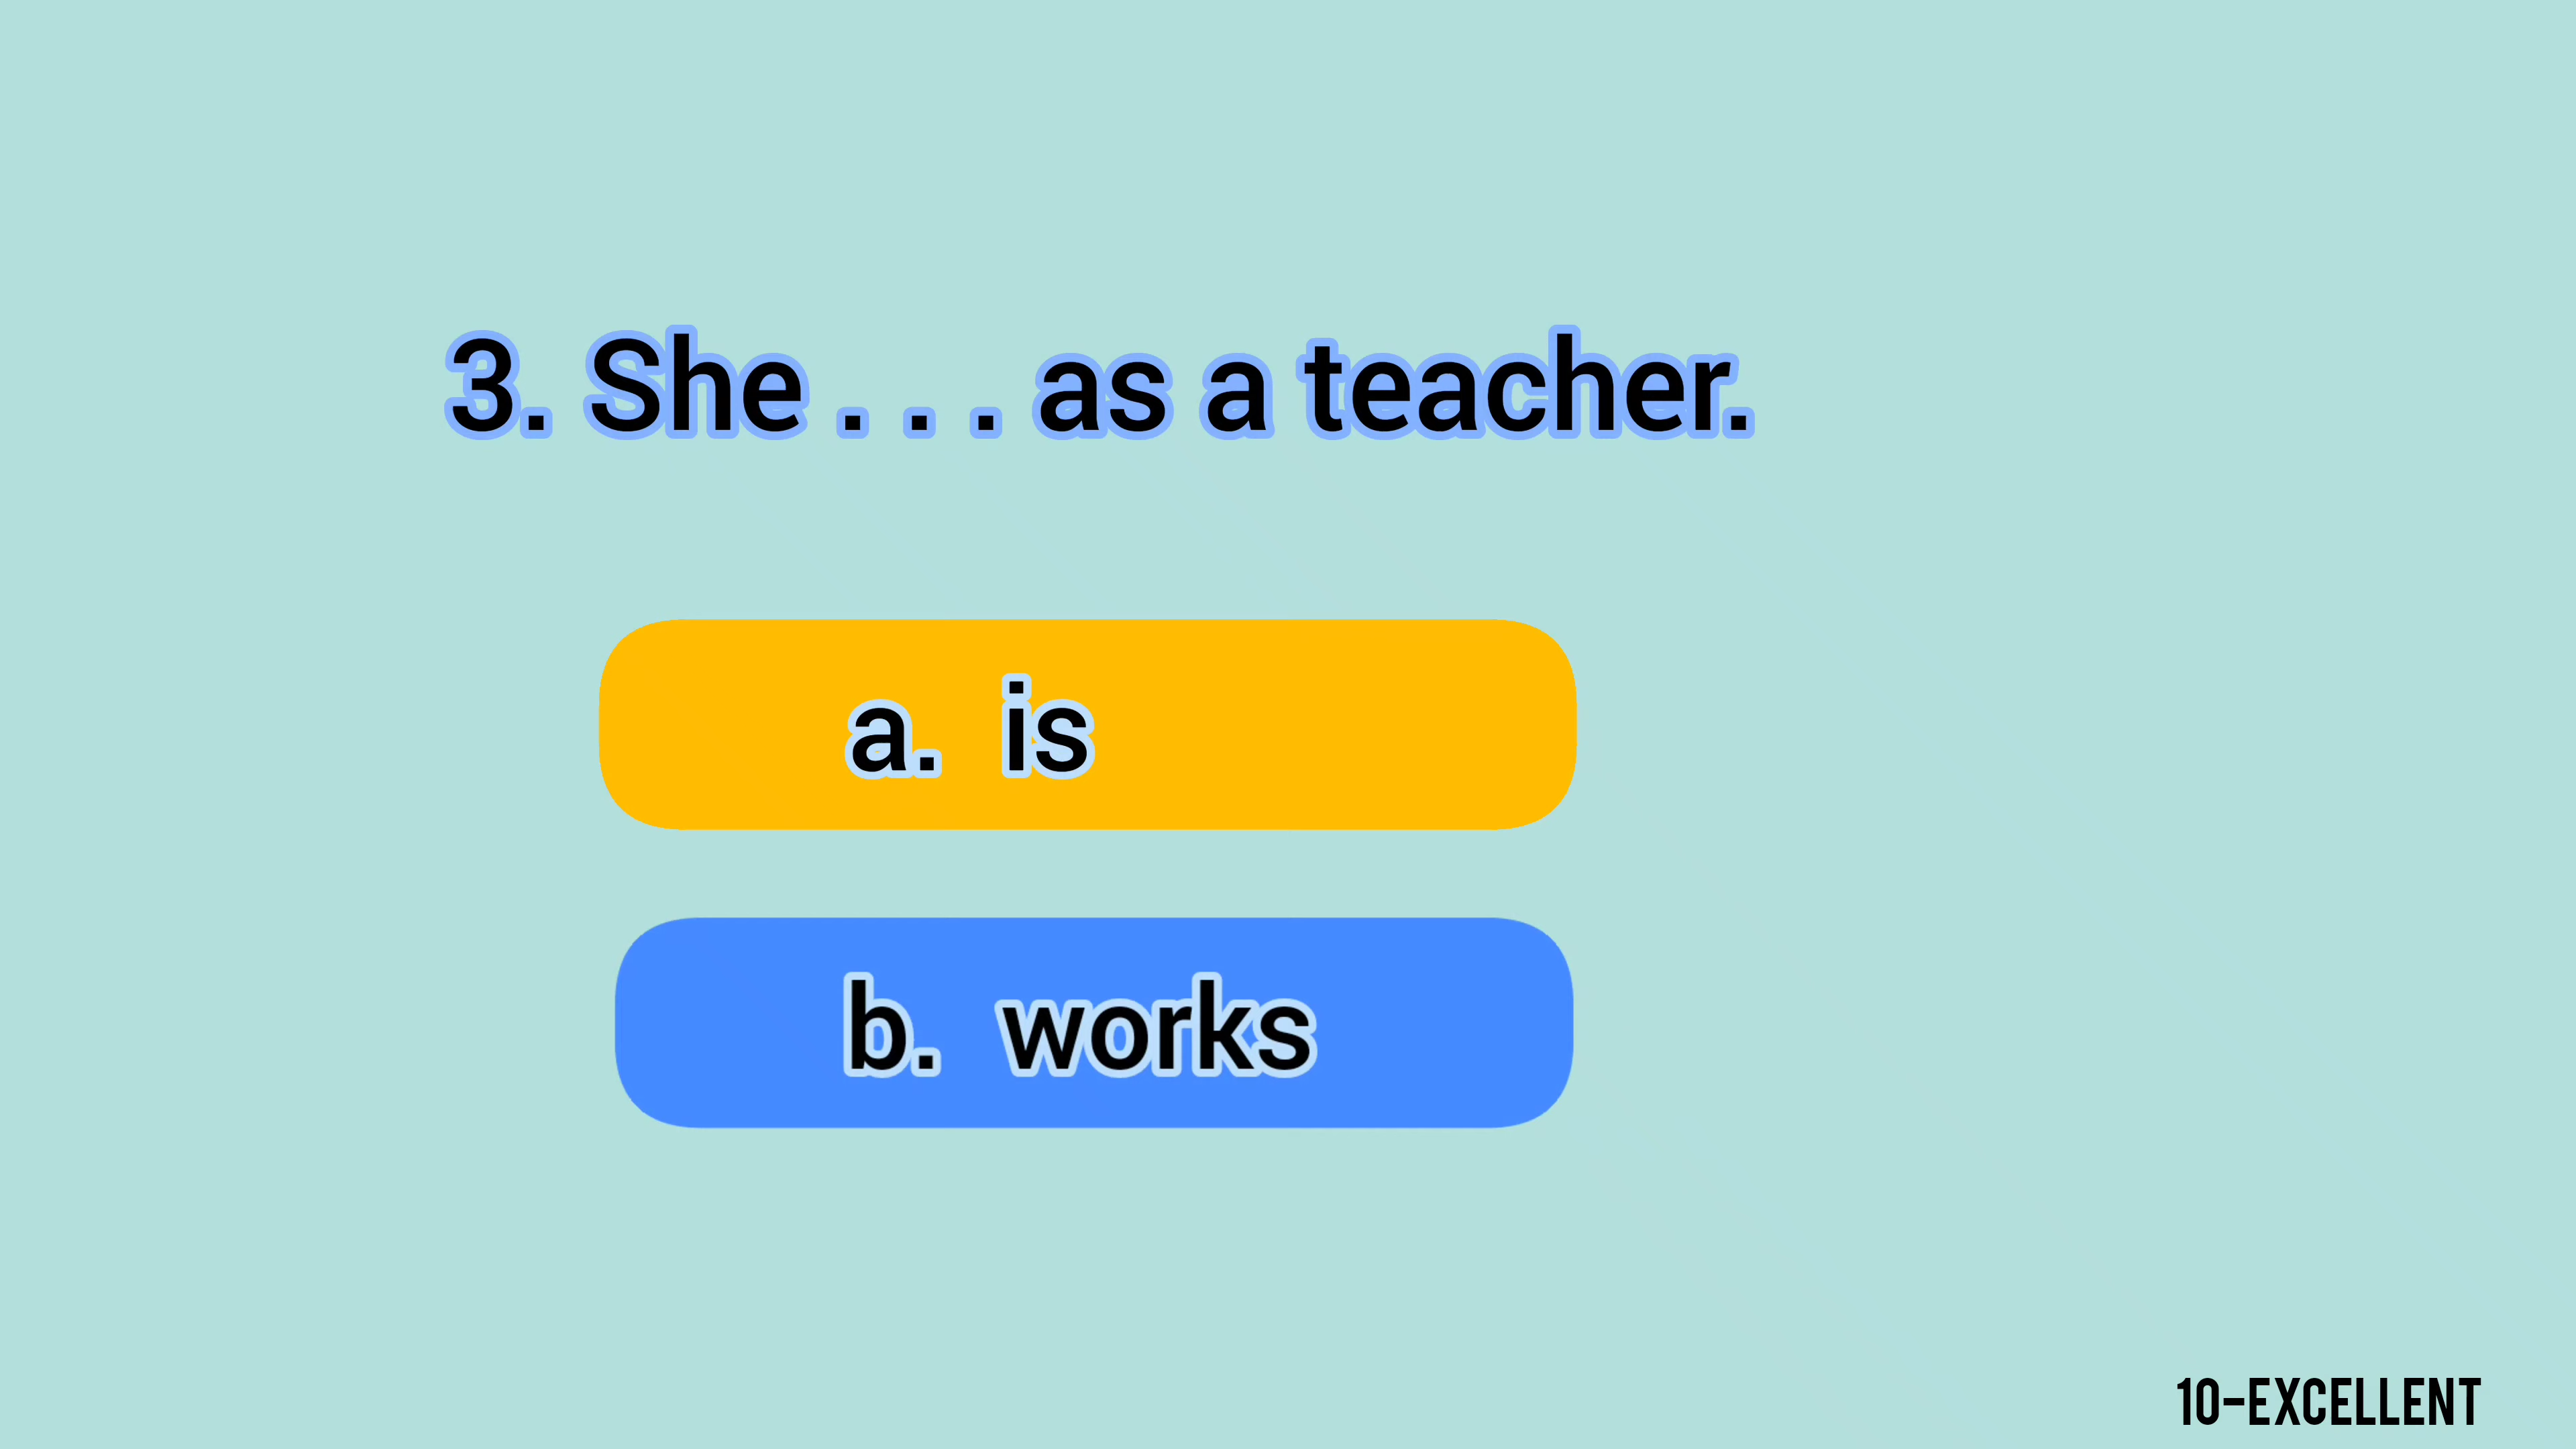 3. She . . . as a teacher.
a. is
b. works
10-EXCELLENT